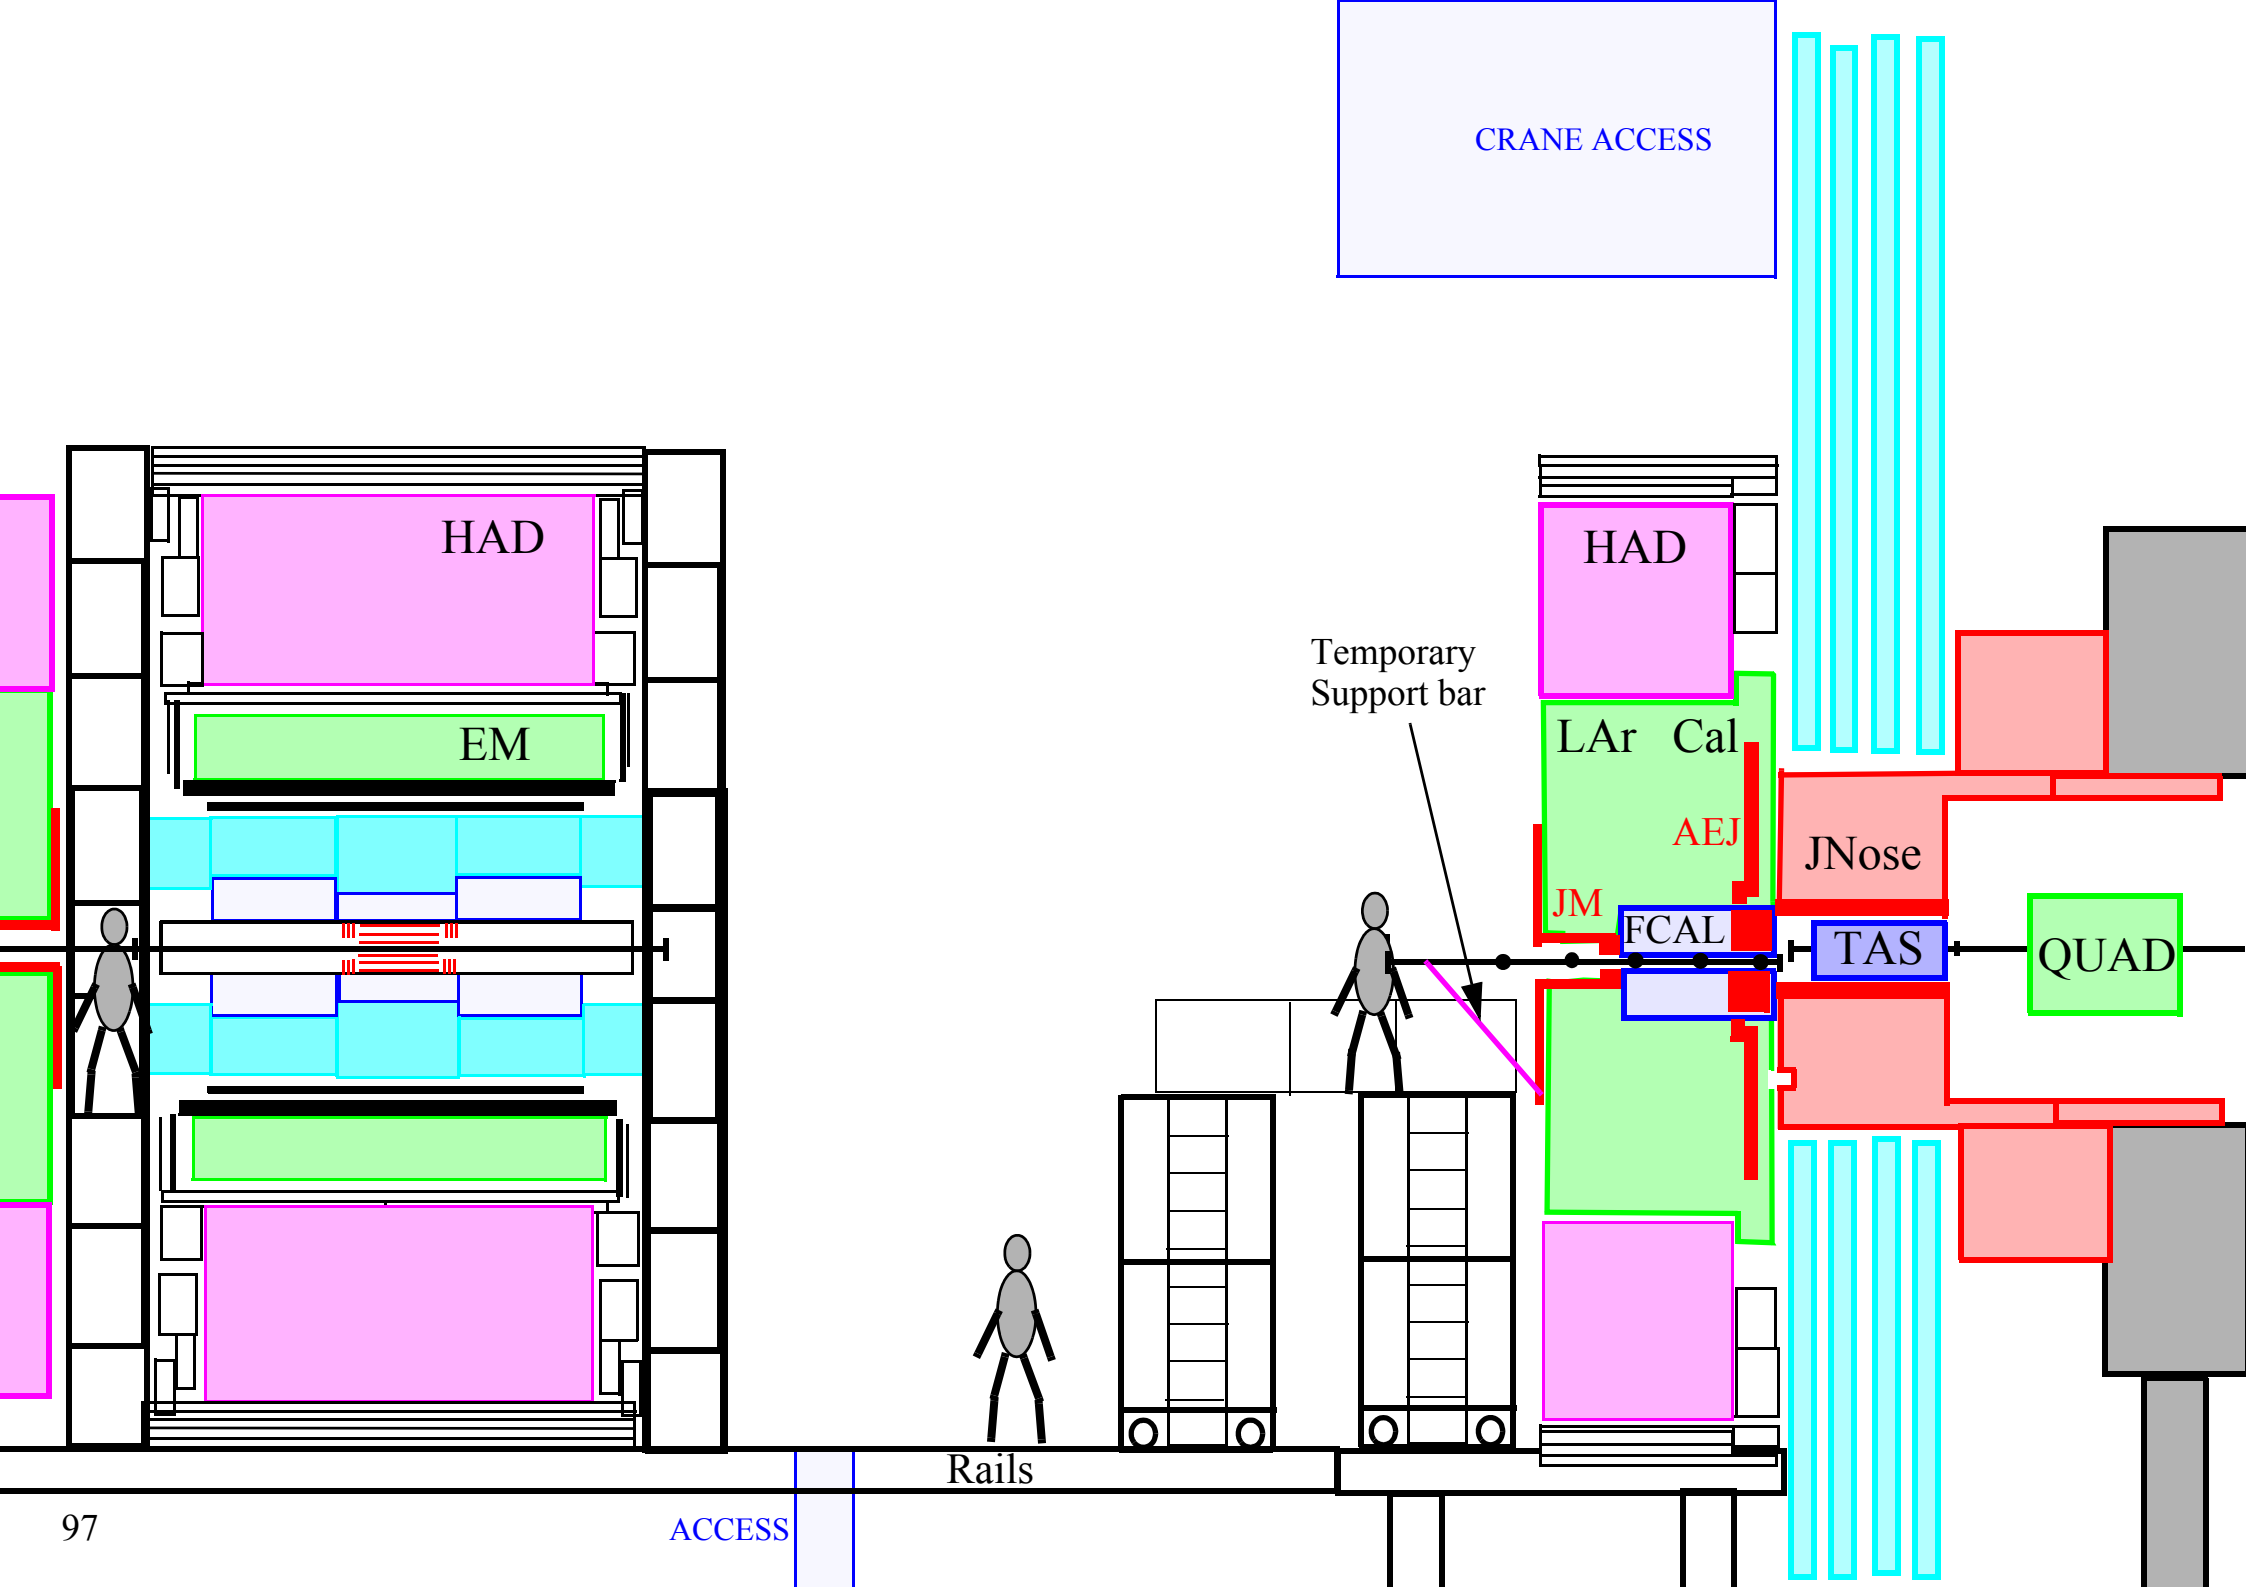 CRANE ACCESS
HAD
HAD
Temporary
Support bar
EM
LAr Cal
AEJ
JNose
JM
FCAL
TAS
QUAD
Rails
97
ACCESS